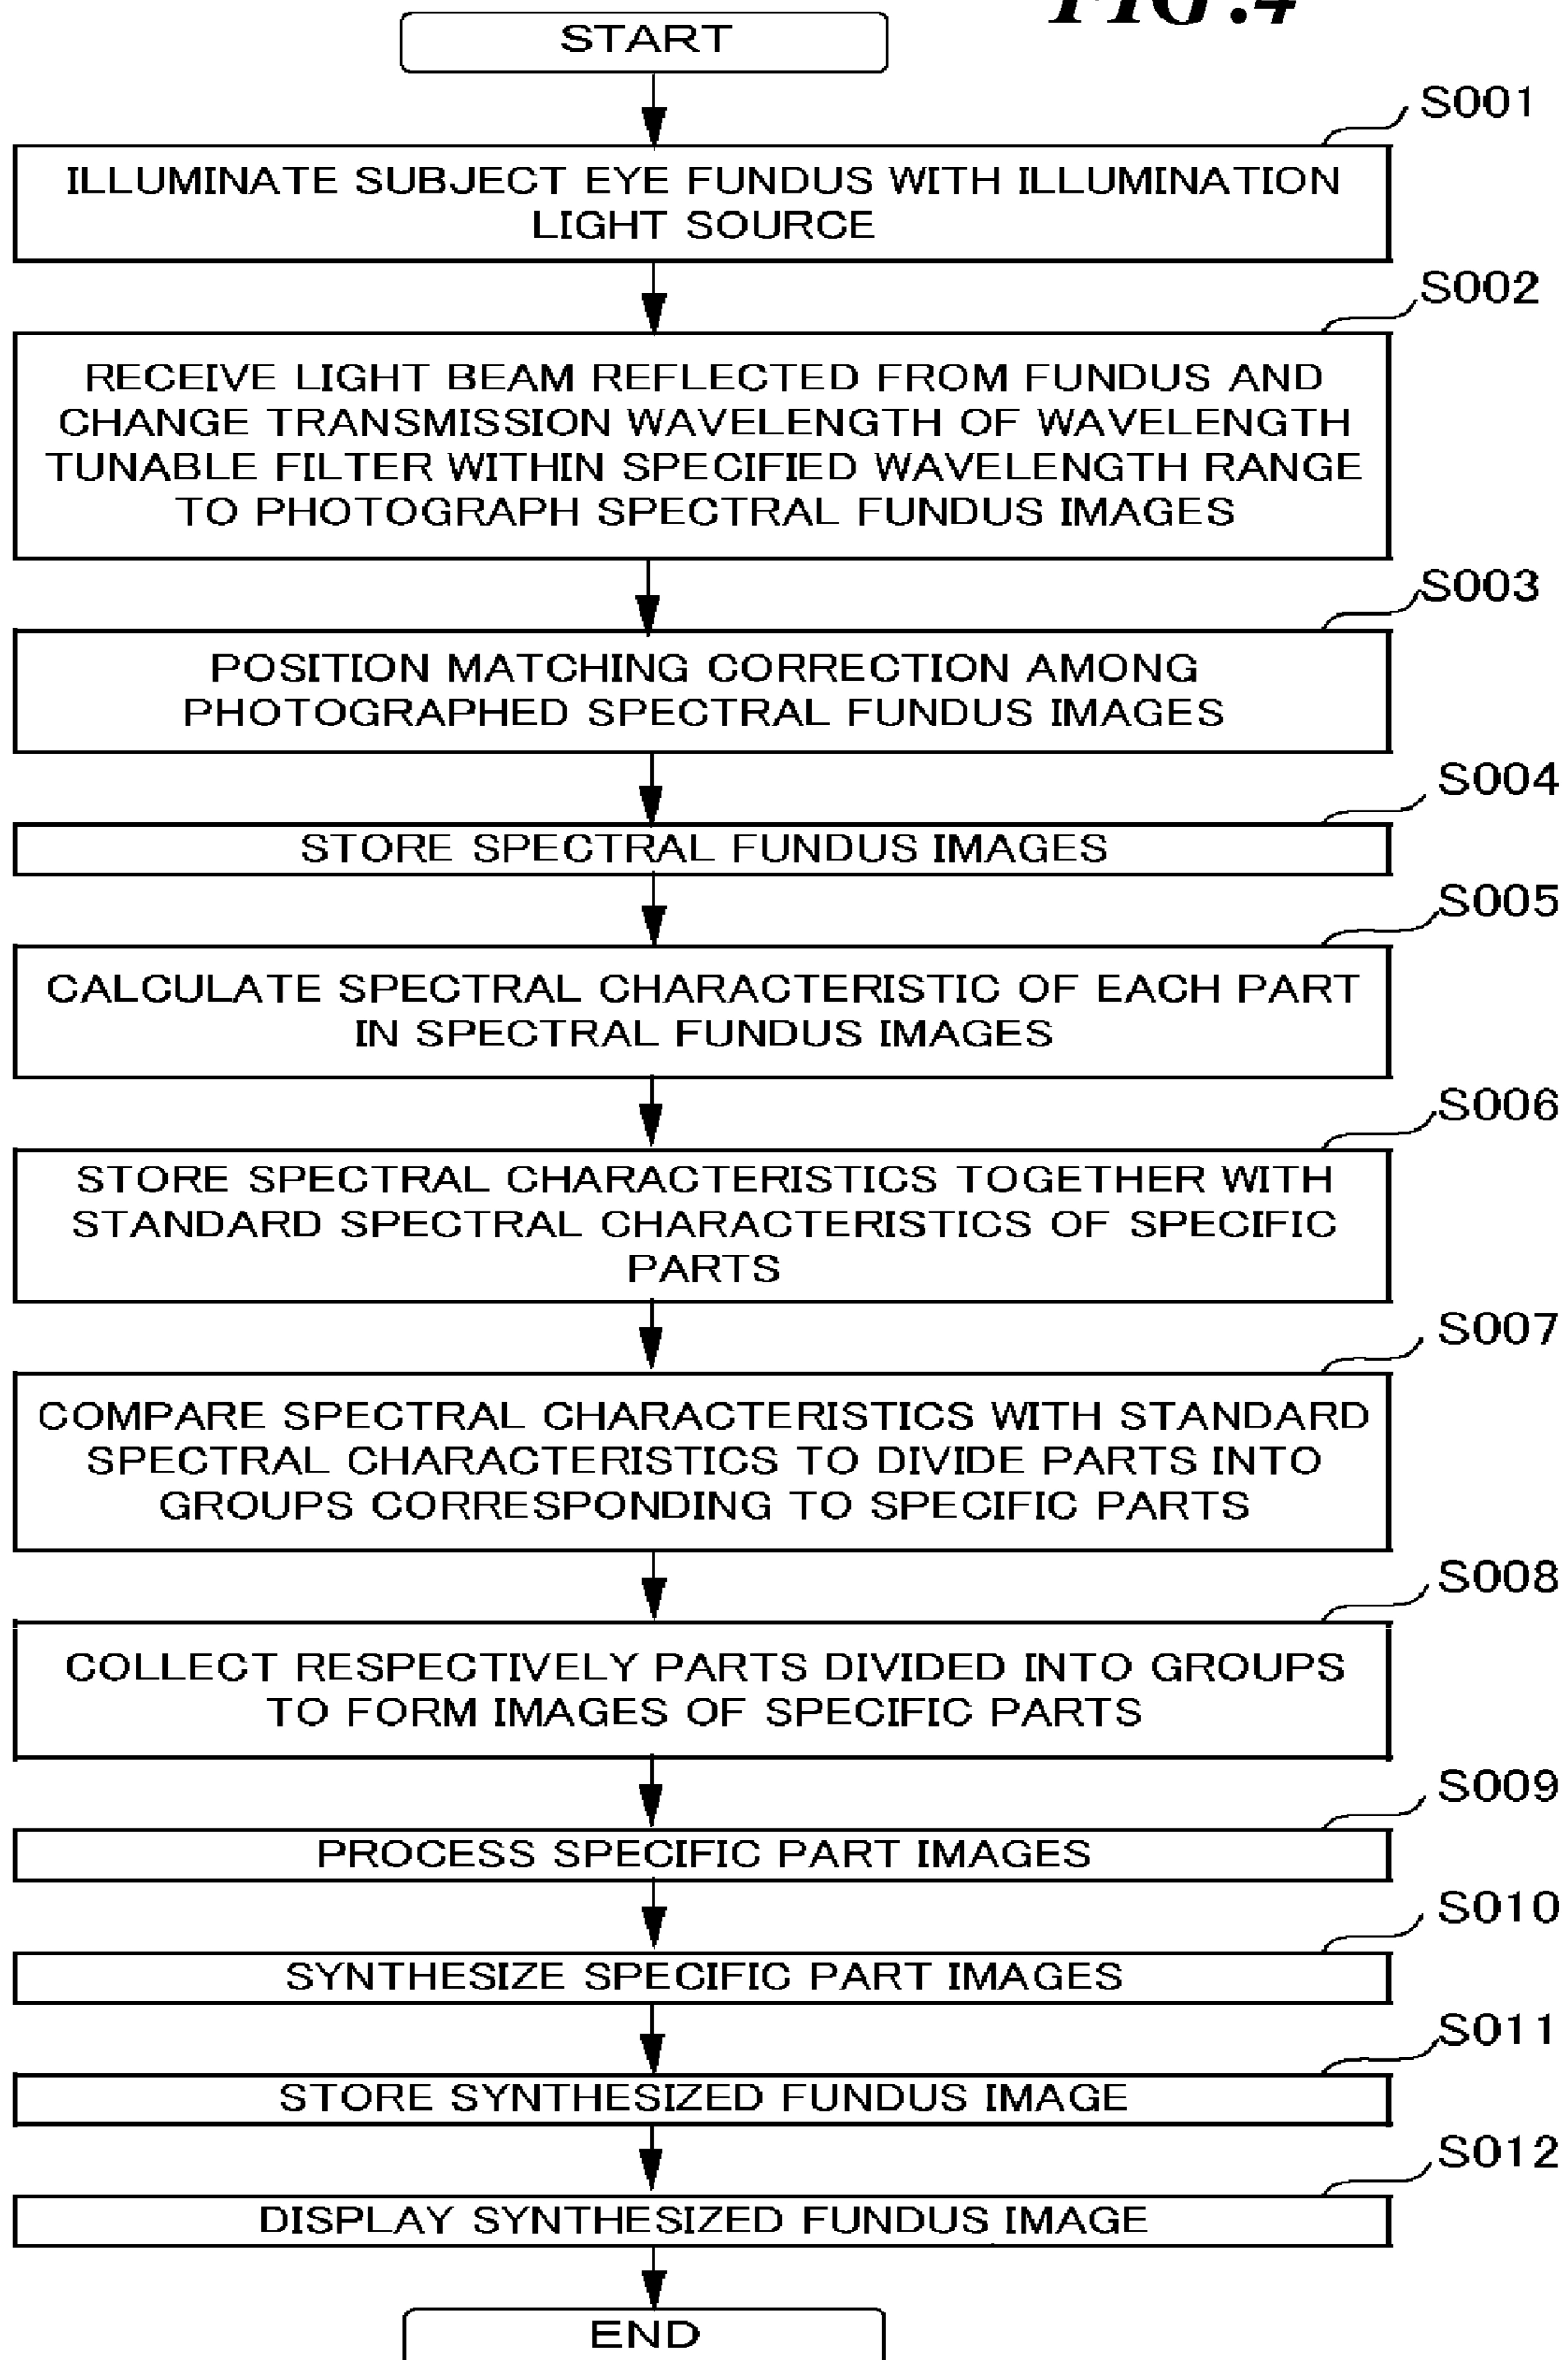 FIG.4
START
S001
ILLUMINATE SUBJECT EYE FUNDUS WITH ILLUMINATION
LIGHT SOURCE
S002
RECEIVE LIGHT BEAM REFLECTED FROM FUNDUS AND
CHANGE TRANSMISSION WAVELENGTH OF WAVELENGTH
TUNABLE FILTER WITHIN SPECIFIED WAVELENGTH RANGE
TO PHOTOGRAPH SPECTRAL FUNDUS IMAGES
S003
POSITION MATCHING CORRECTION AMONG
PHOTOGRAPHED SPECTRAL FUNDUS IMAGES
S004
STORE SPECTRAL FUNDUS IMAGES
S005
CALCULATE SPECTRAL CHARACTERISTIC OF EACH PART
IN SPECTRAL FUNDUS IMAGES
S006
STORE SPECTRAL CHARACTERISTICS TOGETHER WITH
STANDARD SPECTRAL CHARACTERISTICS OF SPECIFIC
PARTS
S007
COMPARE SPECTRAL CHARACTERISTICS WITH STANDARD
SPECTRAL CHARACTERISTICS TO DIVIDE PARTS INTO
GROUPS CORRESPONDING TO SPECIFIC PARTS
S008
COLLECT RESPECTIVELY PARTS DIVIDED INTO GROUPS
TO FORM IMAGES OF SPECIFIC PARTS
S009
PROCESS SPECIFIC PART IMAGES
S010
SYNTHESIZE SPECIFIC PART IMAGES
S011
STORE SYNTHESIZED FUNDUS IMAGE
S012
DISPLAY SYNTHESIZED FUNDUS IMAGE
END